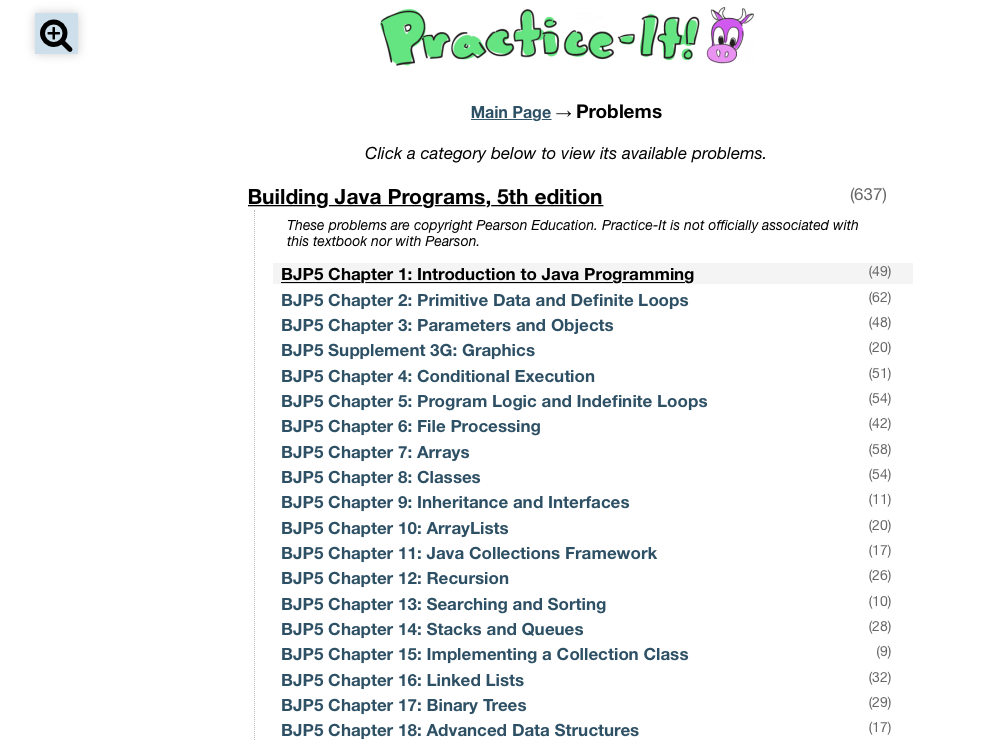 Practice-It!
Main Page → Problems
Click a category below to view its available problems.
Building Java Programs, 5th edition (637)
These problems are copyright Pearson Education. Practice-It is not officially associated with
this textbook nor with Pearson.
BJP5 Chapter 1: Introduction to Java Programming (49)
BJP5 Chapter 2: Primitive Data and Definite Loops (62)
BJP5 Chapter 3: Parameters and Objects (48)
BJP5 Supplement 3G: Graphics (20)
BJP5 Chapter 4: Conditional Execution (51)
BJP5 Chapter 5: Program Logic and Indefinite Loops (54)
BJP5 Chapter 6: File Processing (42)
BJP5 Chapter 7: Arrays (58)
BJP5 Chapter 8: Classes (54)
BJP5 Chapter 9: Inheritance and Interfaces (11)
BJP5 Chapter 10: ArrayLists (20)
BJP5 Chapter 11: Java Collections Framework (17)
BJP5 Chapter 12: Recursion (26)
BJP5 Chapter 13: Searching and Sorting (10)
BJP5 Chapter 14: Stacks and Queues (28)
BJP5 Chapter 15: Implementing a Collection Class (9)
BJP5 Chapter 16: Linked Lists (32)
BJP5 Chapter 17: Binary Trees (29)
BJP5 Chapter 18: Advanced Data Structures (17)